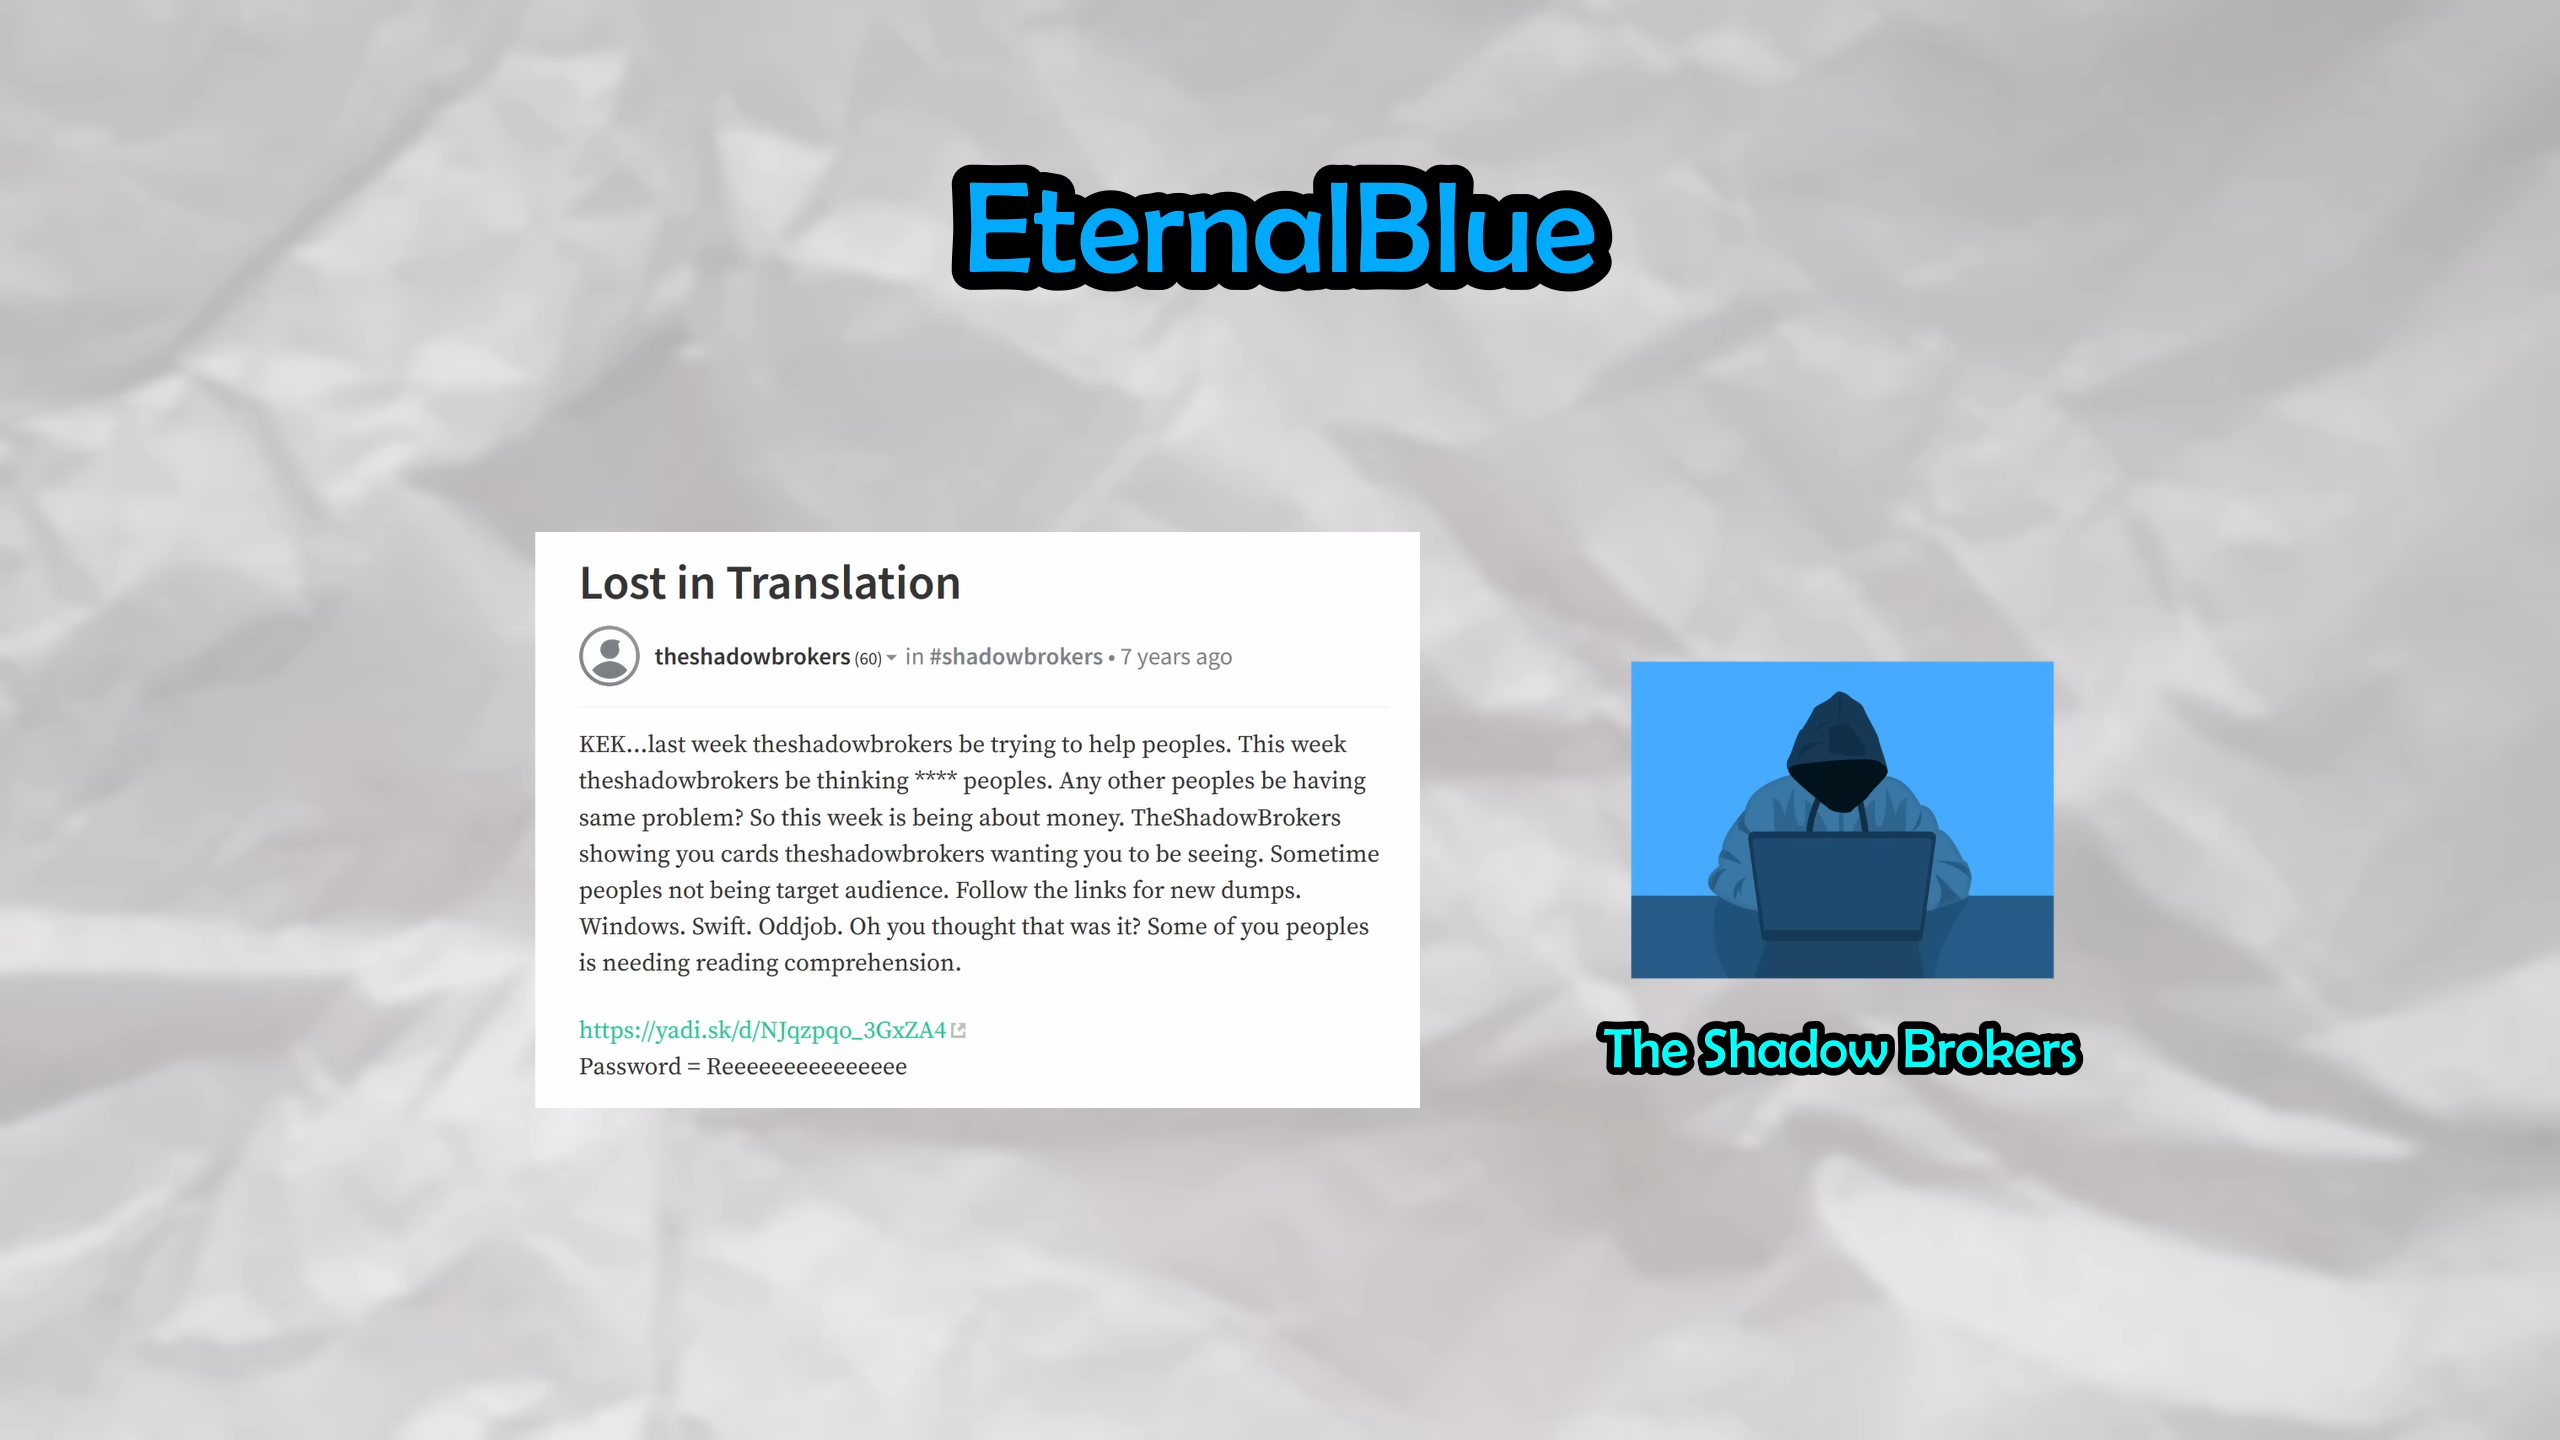 EternalBlue
Lost in Translation
theshadowbrokers (60) in #shadowbrokers • 7 years ago
KEK...last week theshadowbrokers be trying to help peoples. This week
theshadowbrokers be thinking **** peoples. Any other peoples be having
same problem? So this week is being about money. TheShadowBrokers
showing you cards theshadowbrokers wanting you to be seeing. Sometime
peoples not being target audience. Follow the links for new dumps.
Windows. Swift. Oddjob. Oh you thought that was it? Some of you peoples
is needing reading comprehension.
https://yadi.sk/d/NJqzpqo_3GxZA4
Password = Reeeeeeeeeeeeeee
The Shadow Brokers